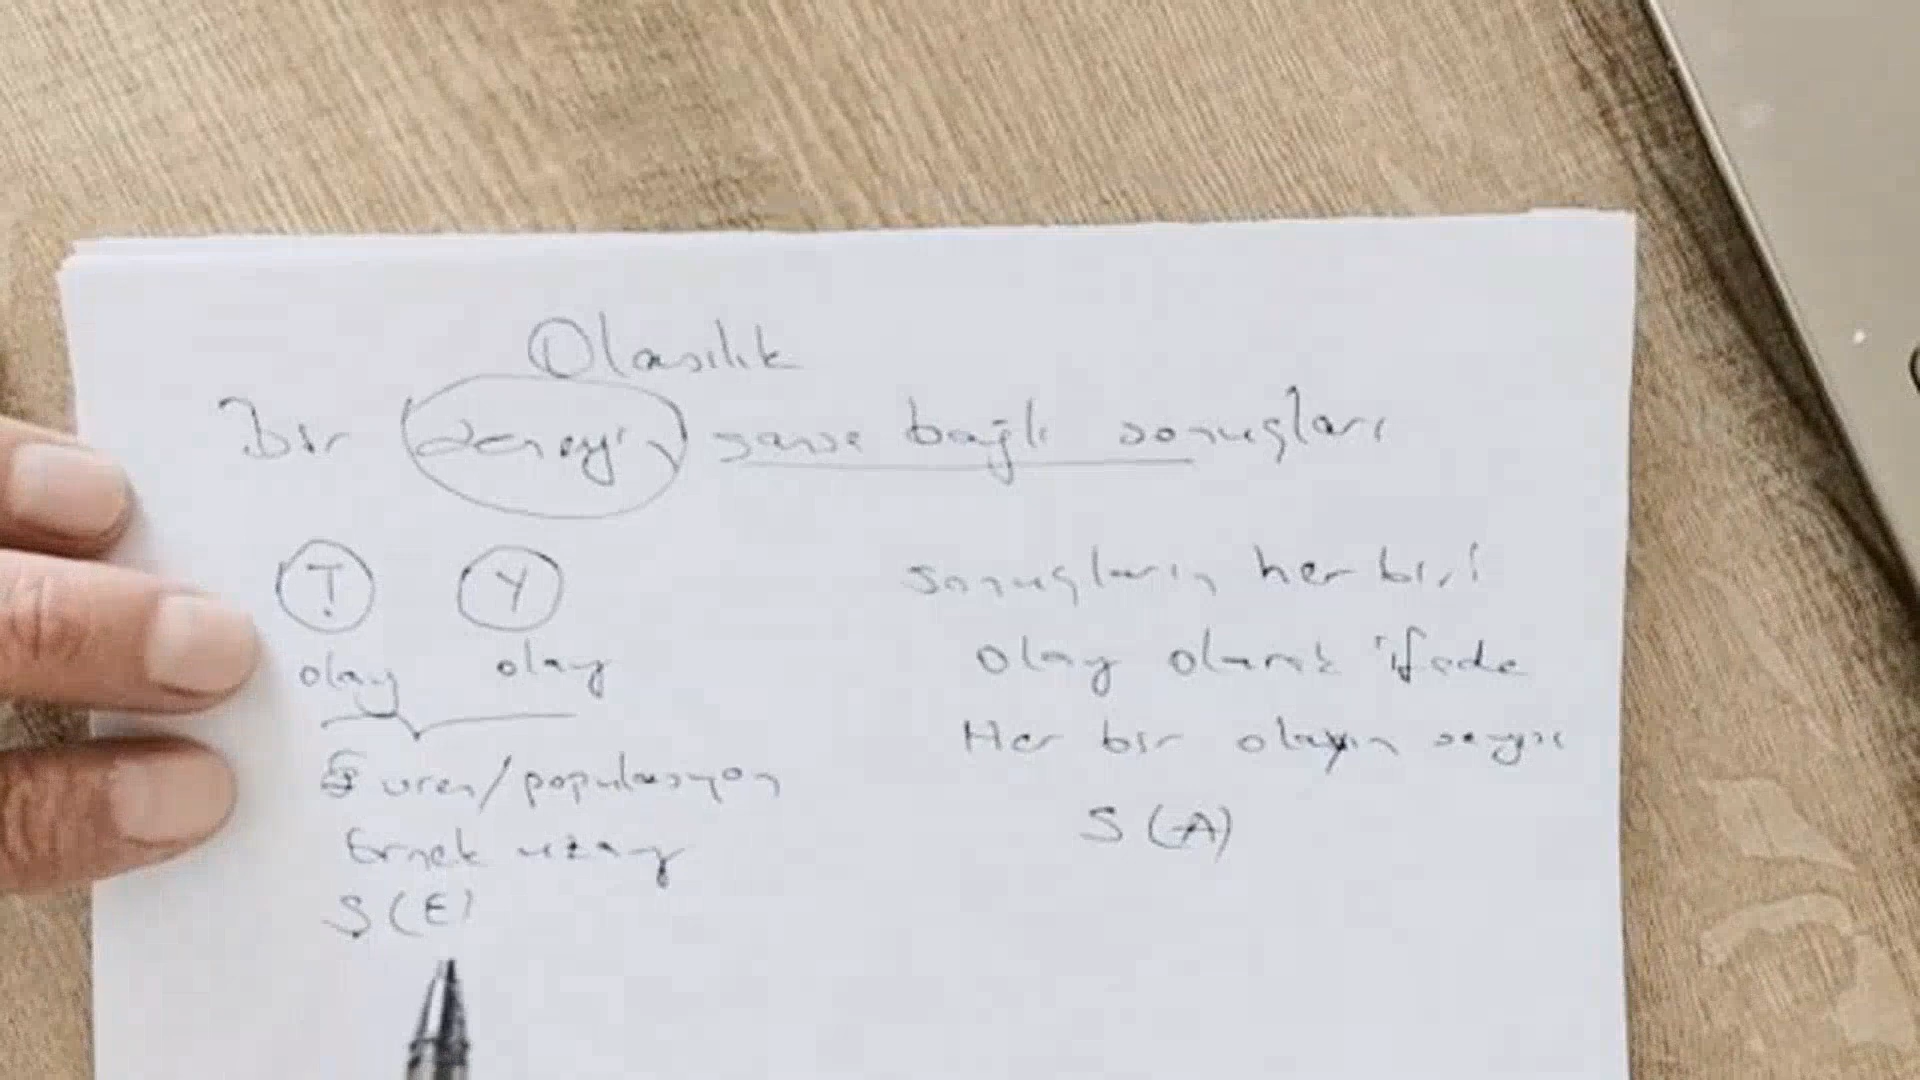 Olasılık
Bir deneyin şansa bağlı sonuçları
T Y
olay olay
Evren/populasyon
Örnek uzay
S(E)
sonuçların her biri
olay olarak ifade
Her bir olayın sayısı
S(A)